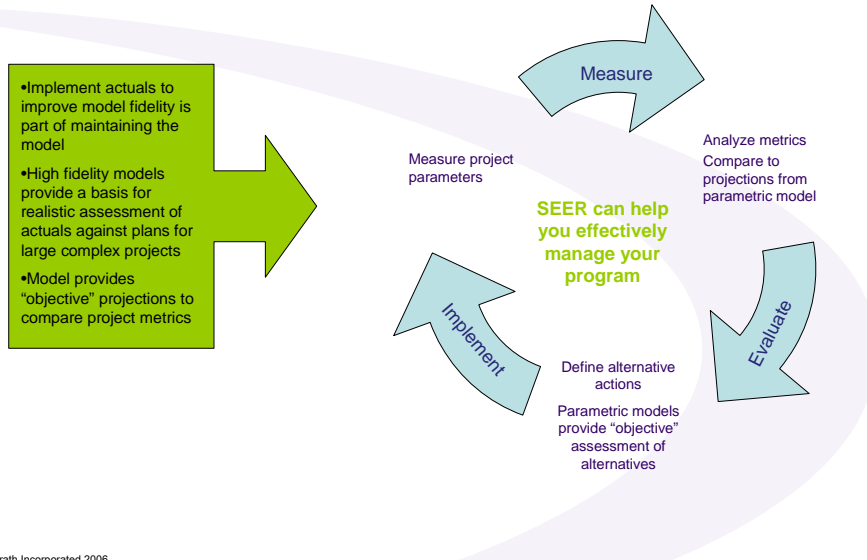 •Implement actuals to
improve model fidelity is
part of maintaining the
model
•High fidelity models
provide a basis for
realistic assessment of
actuals against plans for
large complex projects
•Model provides
“objective” projections to
compare project metrics
Measure
Measure project
parameters
Analyze metrics
Compare to
projections from
parametric model
SEER can help
you effectively
manage your
program
Evaluate
Implement
Define alternative
actions
Parametric models
provide “objective”
assessment of
alternatives
Incorporated 2006